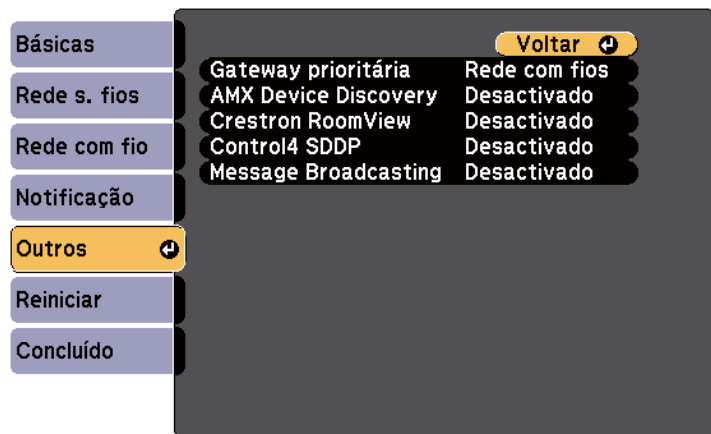 Básicas
Rede s. fios
Rede com fio
Notificação
Outros
Reiniciar
Concluído
Voltar
Gateway prioritária Rede com fios
AMX Device Discovery Desactivado
Crestron RoomView Desactivado
Control4 SDDP Desactivado
Message Broadcasting Desactivado